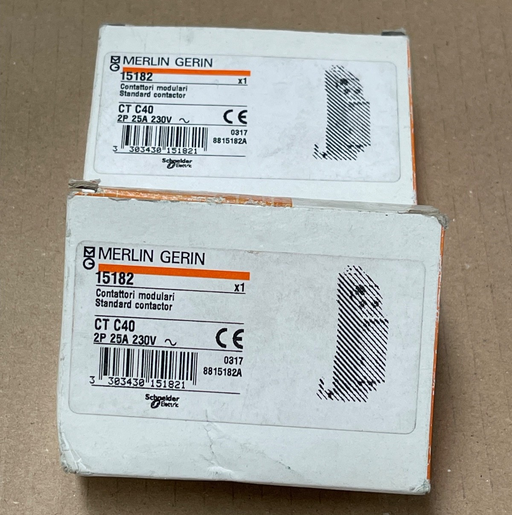 MG MERLIN GERIN
15182 x1
Contattori modulari
Standard contactor
CT C40
2P 25A 230V ~
CE
0317
8815182A
3 303430 151821
Schneider
Electric
MG MERLIN GERIN
15182 x1
Contattori modulari
Standard contactor
CT C40
2P 25A 230V ~
CE
0317
8815182A
3 303430 151821
Schneider
Electric